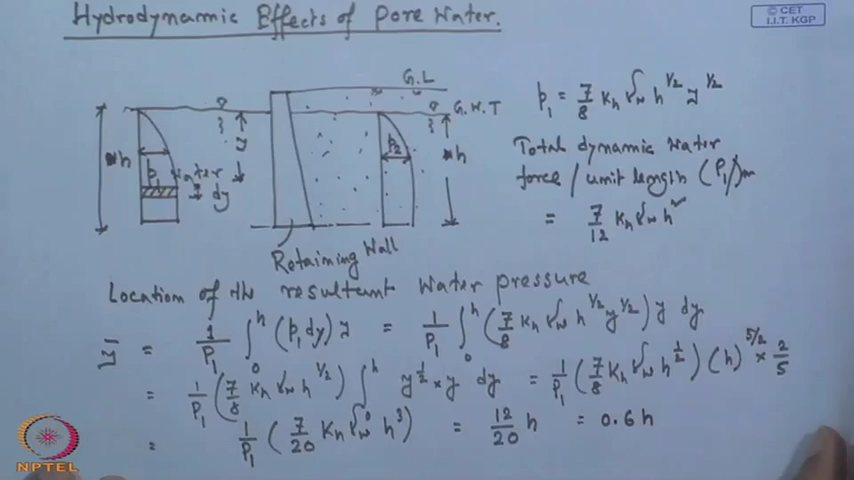 Hydrodynamic Effects of Pore Water.
© CET
I.I.T. KGP
G.L
G.W.T
y
h
p₁
Water
dy
p₂
h
Retaining Wall
p₁ = 7/8 kₕ γw h^1/2 y^1/2
Total dynamic water
force / unit length (P₁)
= 7/12 kₕ γw h²
Location of the resultant water pressure
ȳ = 1/P₁ ∫₀^h (p₁dy) y = 1/P₁ ∫₀^h (7/8 kₕ γw h^1/2 y^1/2) y dy
= 1/P₁ (7/8 kₕ γw h^1/2) ∫₀^h y^1/2 × y dy = 1/P₁ (7/8 kₕ γw h^1/2) (h)^5/2 × 2/5
= 1/P₁ (7/20 kₕ γw h³) = 12/20 h = 0.6 h
NPTEL